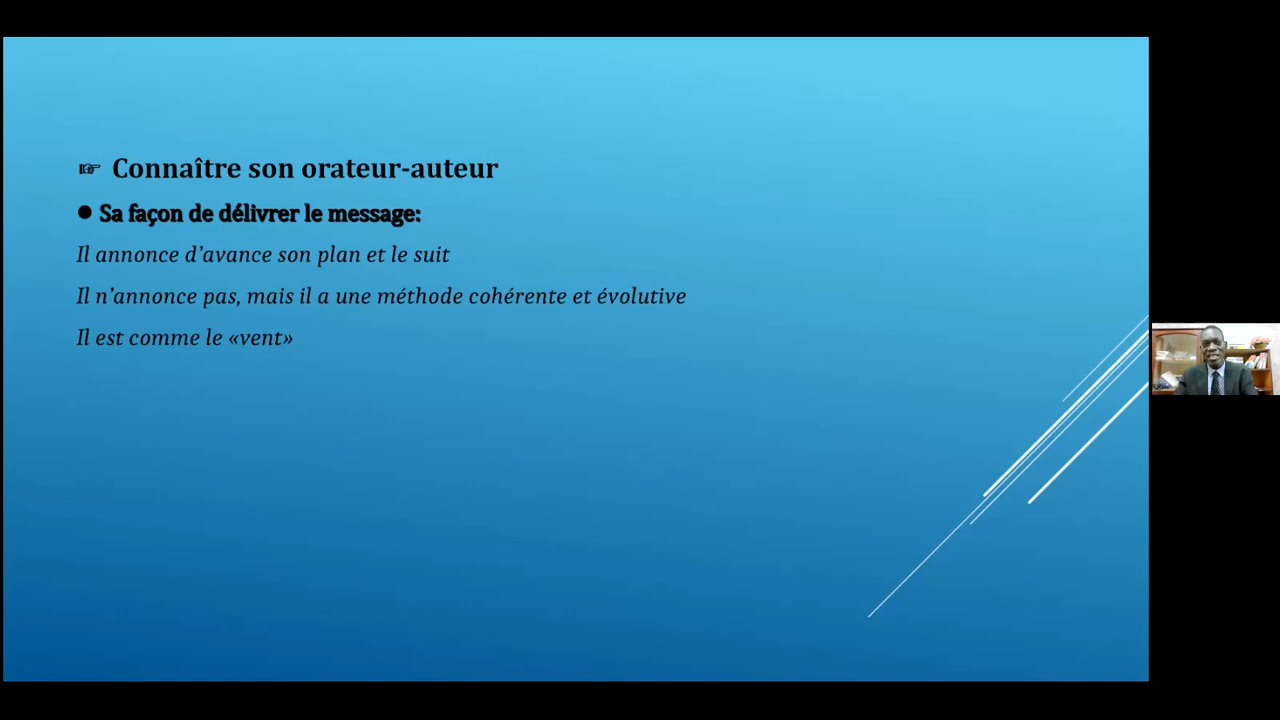 ☞ Connaître son orateur-auteur
● Sa façon de délivrer le message:
Il annonce d’avance son plan et le suit
Il n’annonce pas, mais il a une méthode cohérente et évolutive
Il est comme le «vent»